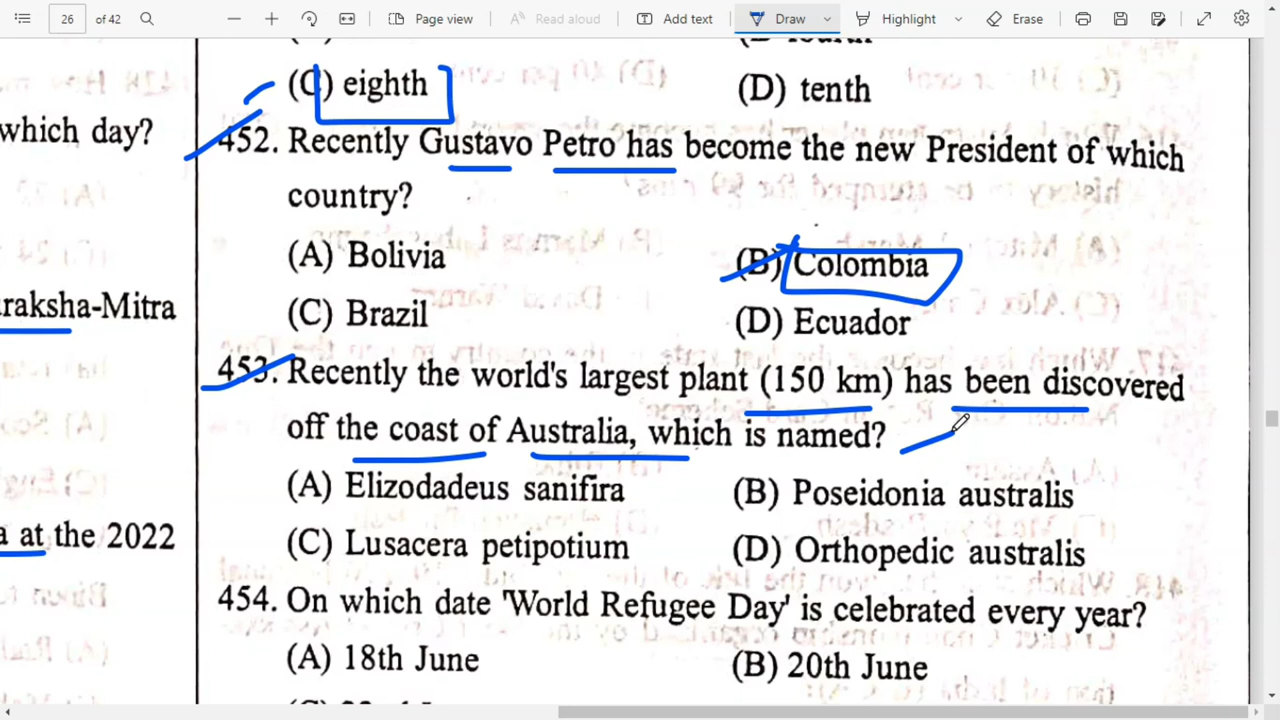 26 of 42 Page view Read aloud Add text Draw Highlight Erase
(C) eighth (D) tenth
which day?
452. Recently Gustavo Petro has become the new President of which
country?
(A) Bolivia (B) Colombia
raksha-Mitra
(C) Brazil (D) Ecuador
453. Recently the world's largest plant (150 km) has been discovered
off the coast of Australia, which is named?
(A) Elizodadeus sanifira (B) Poseidonia australis
a at the 2022
(C) Lusacera petipotium (D) Orthopedic australis
454. On which date 'World Refugee Day' is celebrated every year?
(A) 18th June (B) 20th June